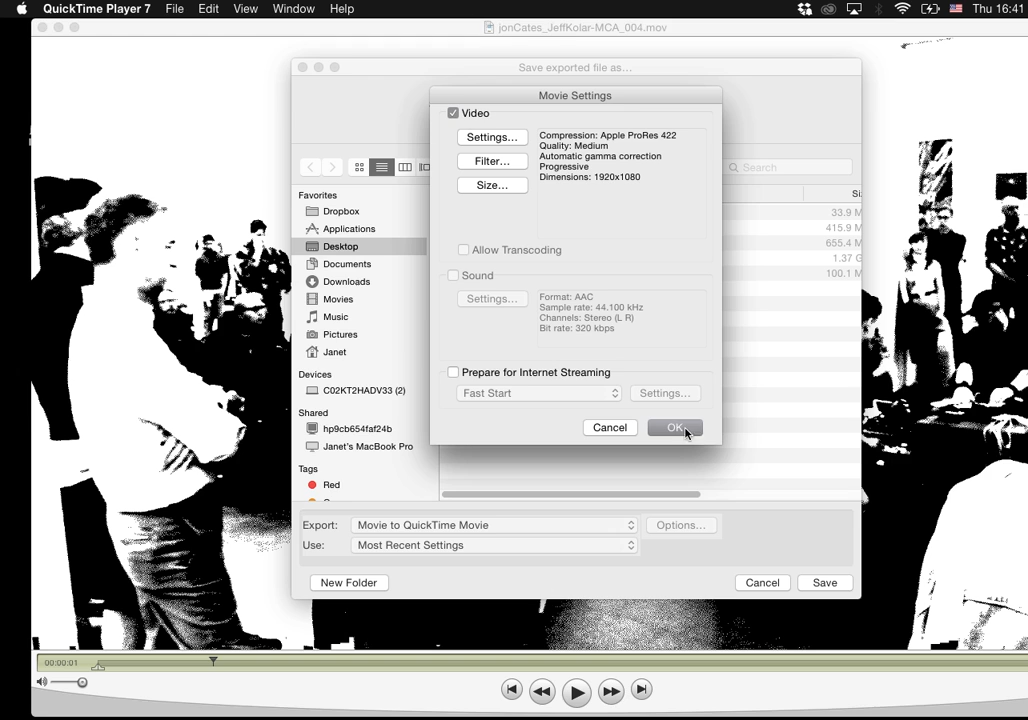 QuickTime Player 7 File Edit View Window Help Thu 16:41
jonCates_JeffKolar-MCA_004.mov
Save exported file as…
Movie Settings
Video
Settings…
Filter…
Size…
Compression: Apple ProRes 422
Quality: Medium
Automatic gamma correction
Progressive
Dimensions: 1920x1080
Allow Transcoding
Sound
Settings…
Format: AAC
Sample rate: 44.100 kHz
Channels: Stereo (L R)
Bit rate: 320 kbps
Prepare for Internet Streaming
Fast Start Settings…
Cancel OK
Search
Favorites
Dropbox
Applications
Desktop
Documents
Downloads
Movies
Music
Pictures
Janet
Devices
C02KT2HADV33 (2)
Shared
hp9cb654faf24b
Janet's MacBook Pro
Tags
Red
Si
33.9 M
415.9 M
655.4 M
1.37 G
100.1 M
Export: Movie to QuickTime Movie Options…
Use: Most Recent Settings
New Folder Cancel Save
00:00:01